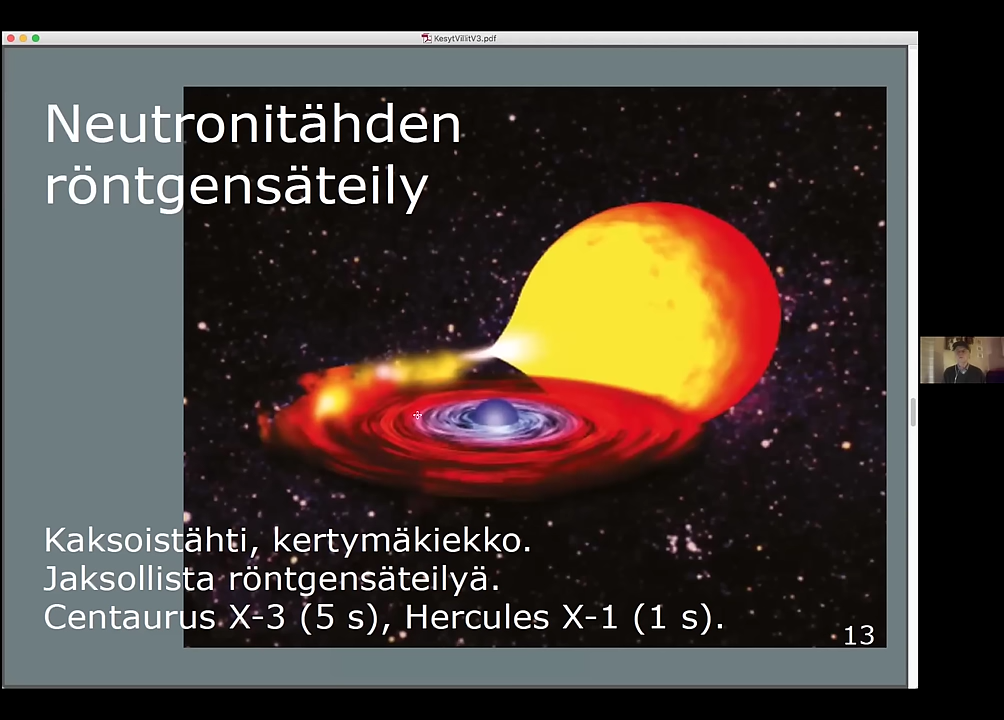 KesytVillitV3.pdf
Neutronitähden
röntgensäteily
Kaksoistähti, kertymäkiekko.
Jaksollista röntgensäteilyä.
Centaurus X-3 (5 s), Hercules X-1 (1 s).
13